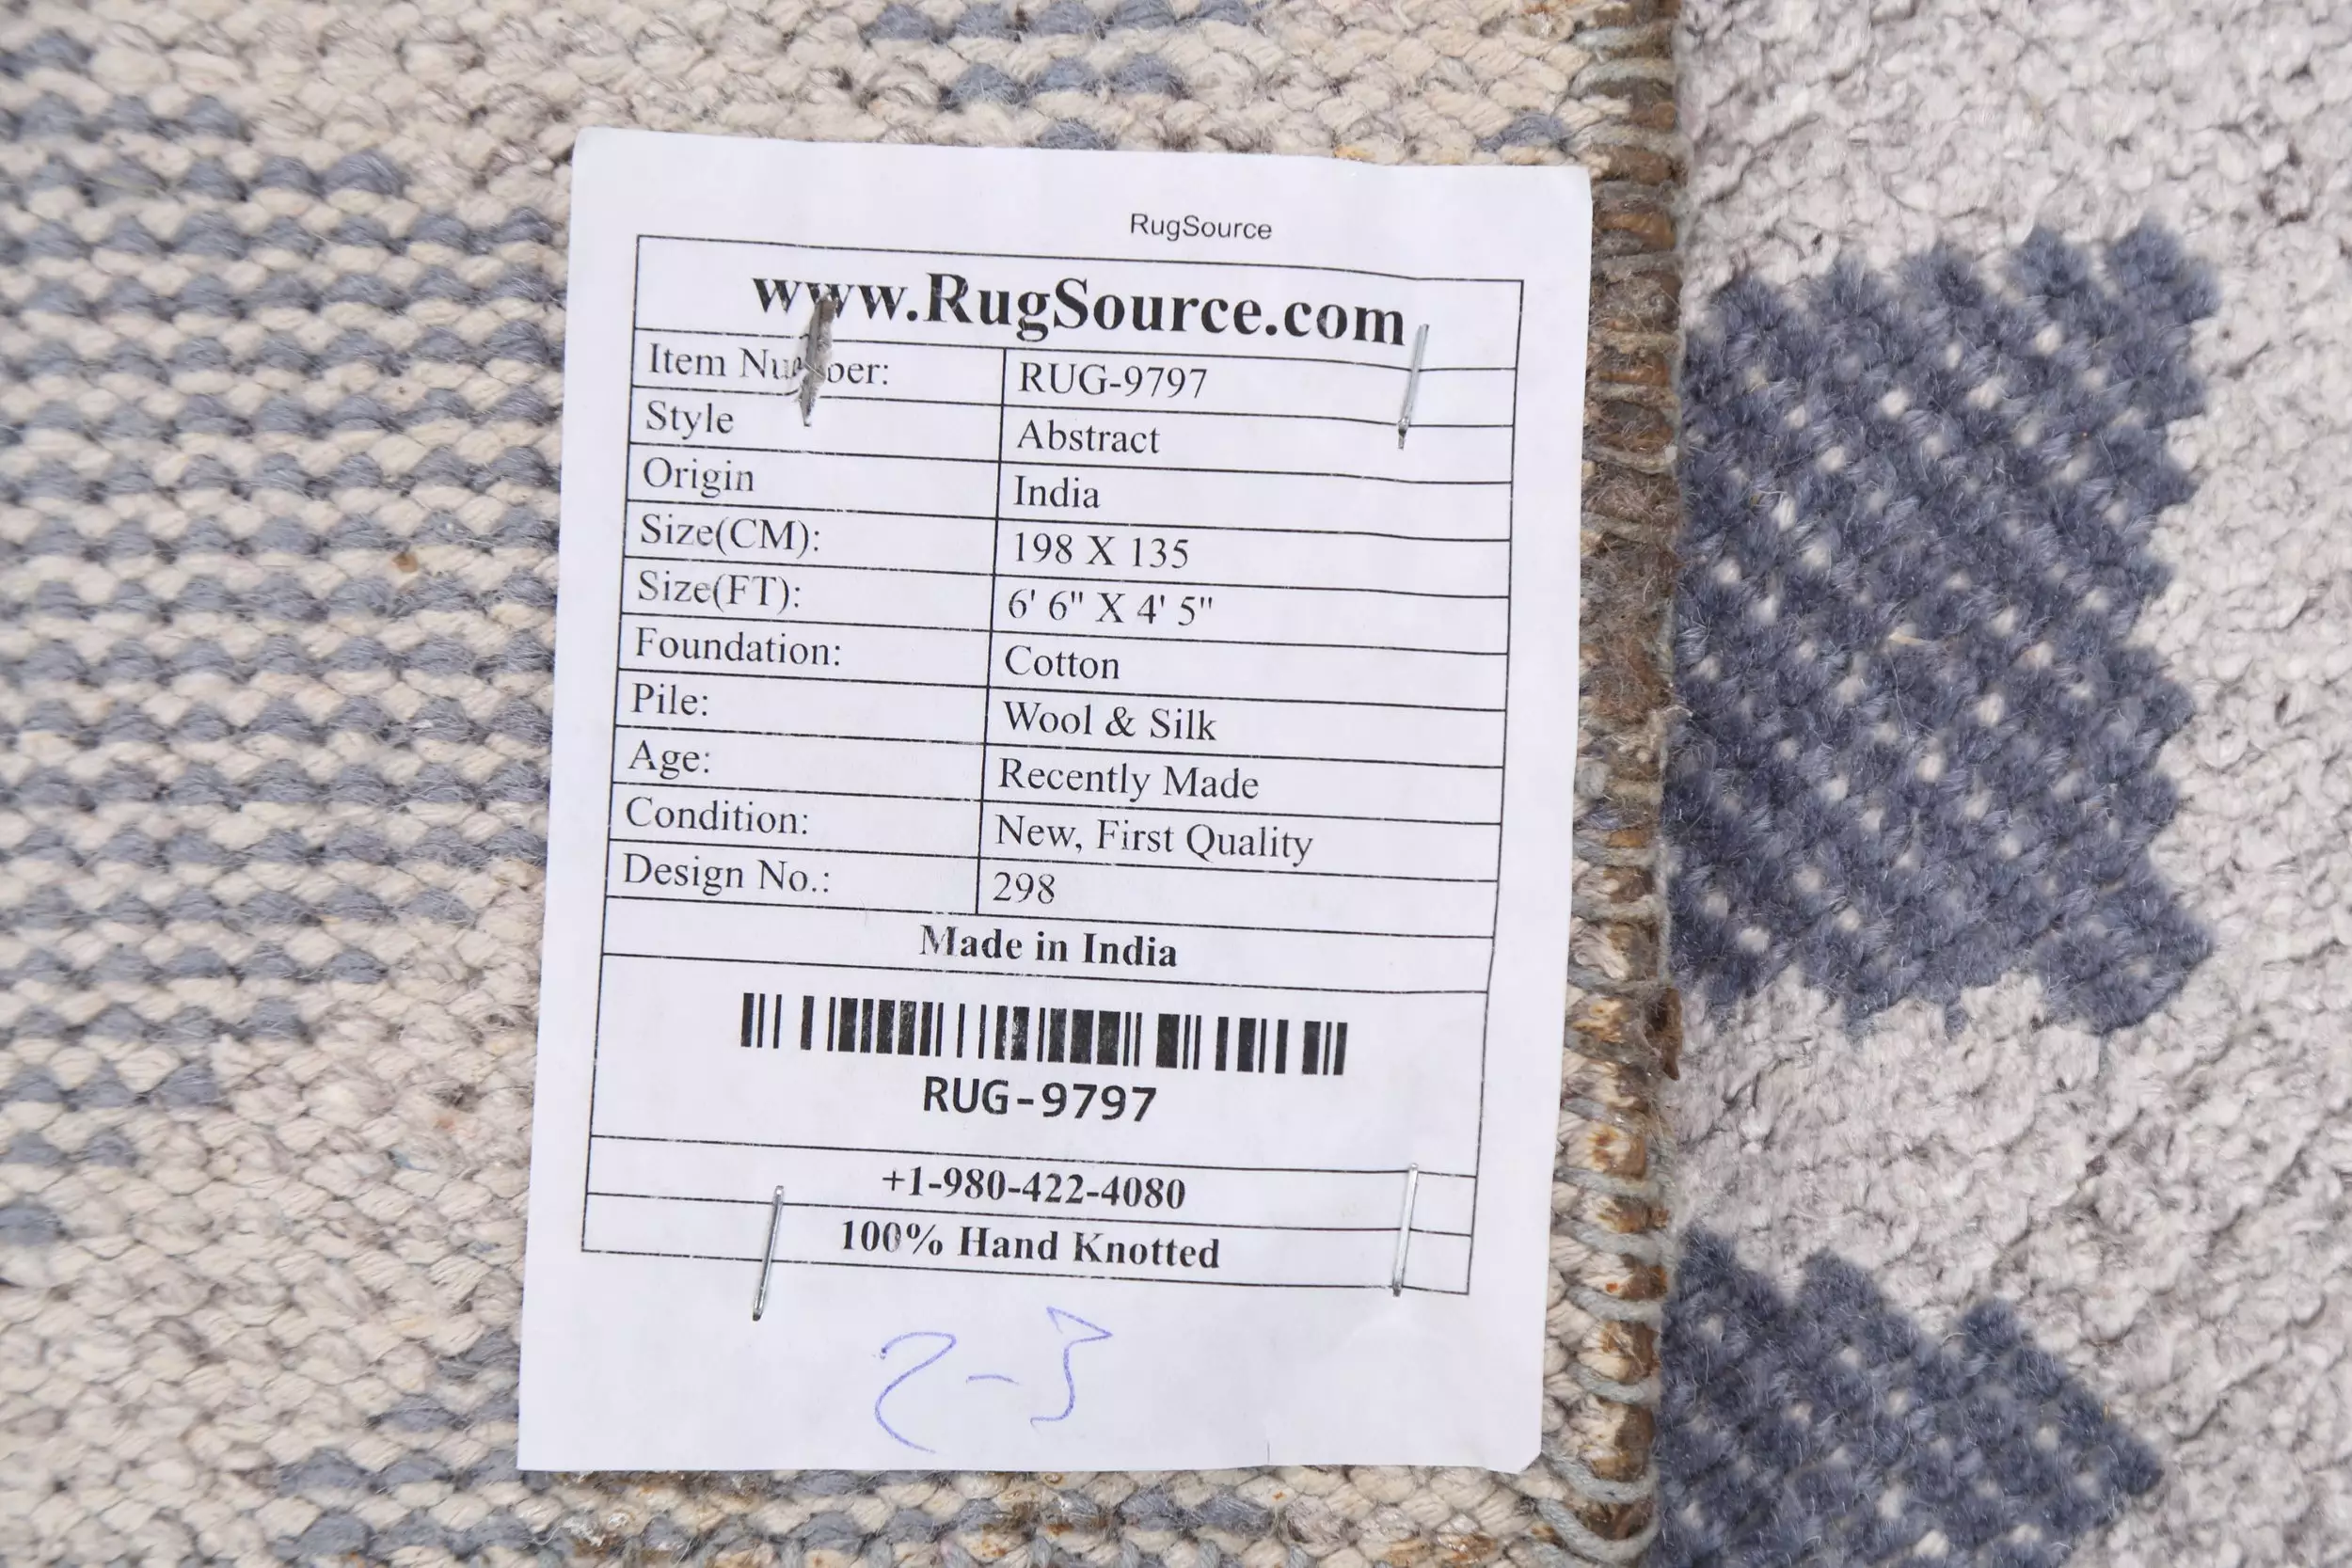 RugSource
www.RugSource.com
Item Number: RUG-9797
Style Abstract
Origin India
Size(CM): 198 X 135
Size(FT): 6' 6" X 4' 5"
Foundation: Cotton
Pile: Wool & Silk
Age: Recently Made
Condition: New, First Quality
Design No.: 298
Made in India
RUG-9797
+1-980-422-4080
100% Hand Knotted